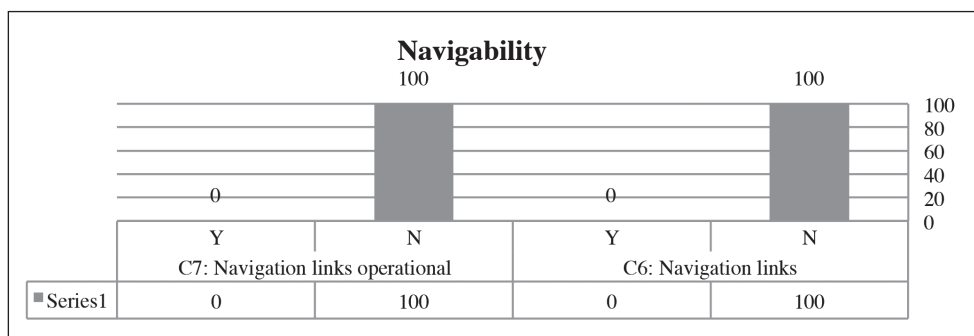 Navigability
100 100
100
80
60
40
20
0
0 0
Y N Y N
C7: Navigation links operational C6: Navigation links
Series1 0 100 0 100